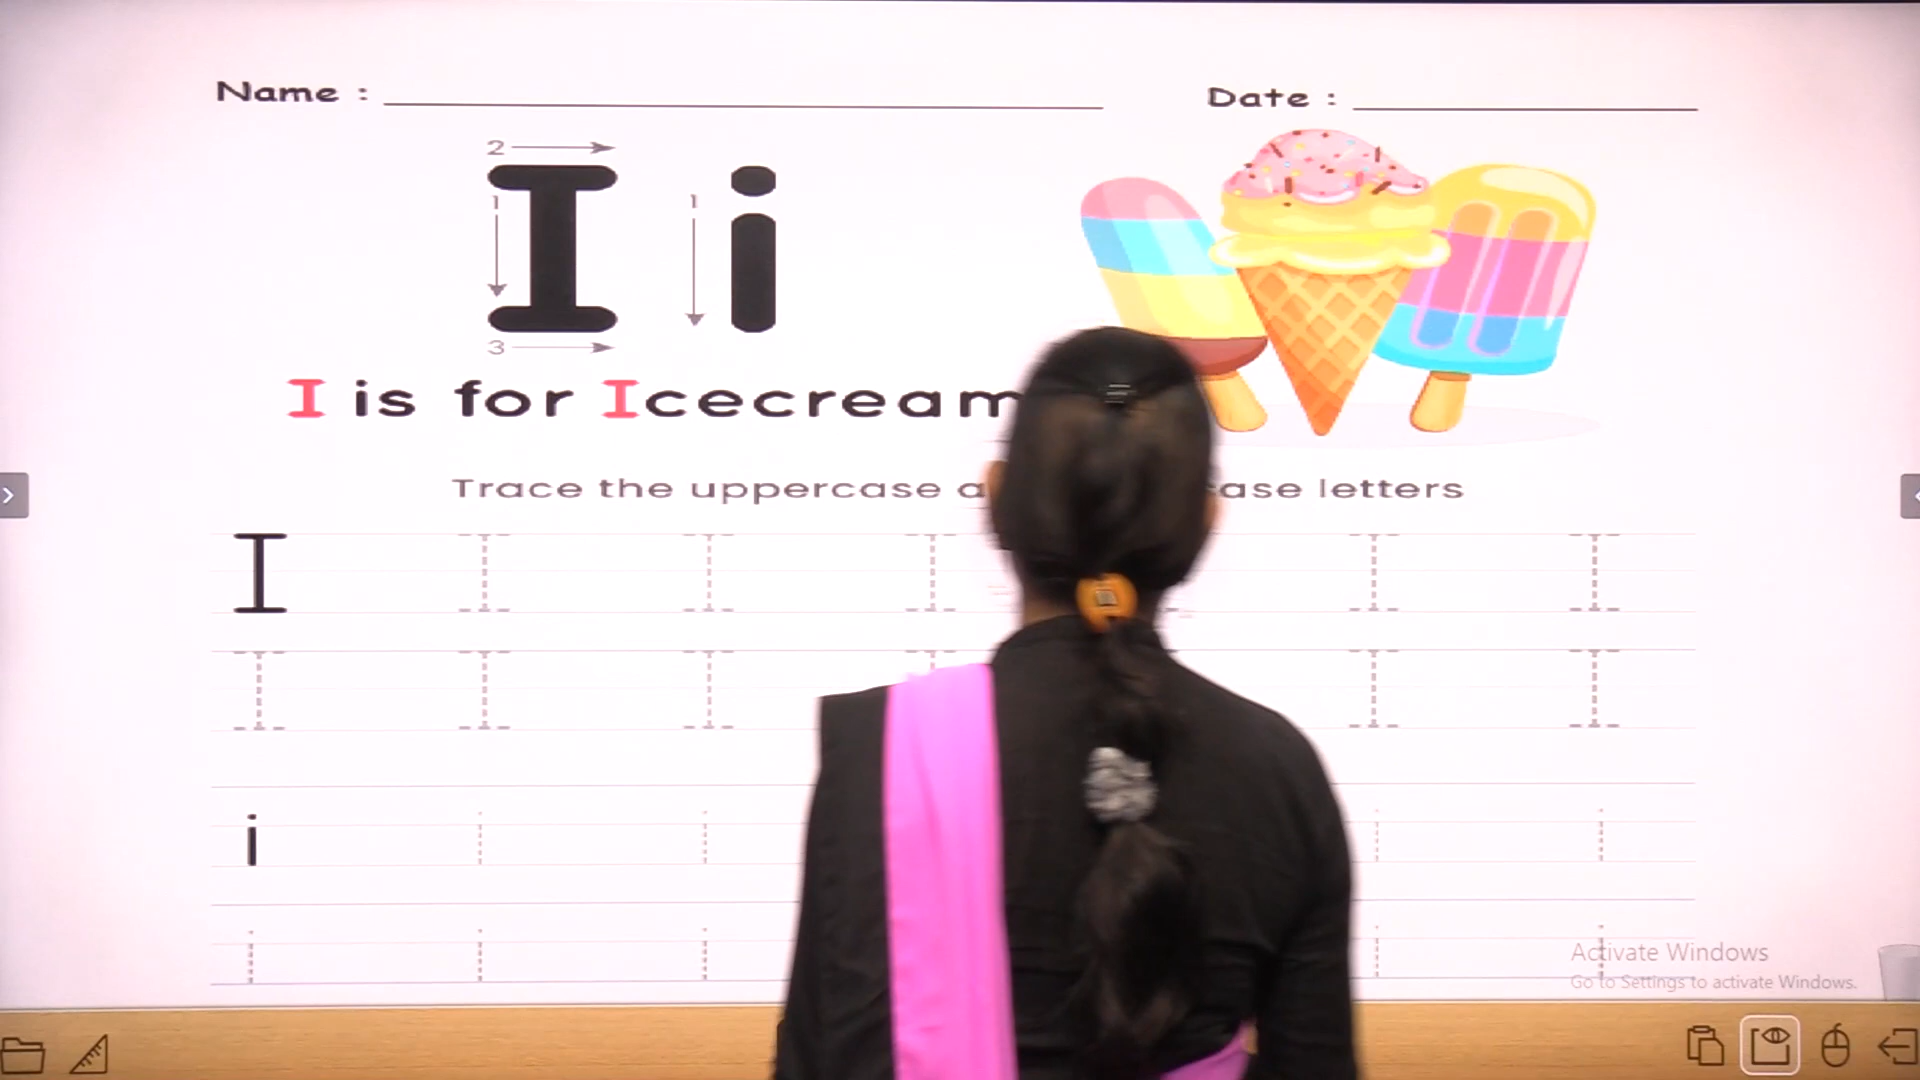 Name : Date :
2
1 I i 1
3
I is for Icecream
Trace the uppercase a ase letters
I I I I I I
I I I I I I
i i i i i
i i i i i
Activate Windows
Go to Settings to activate Windows.